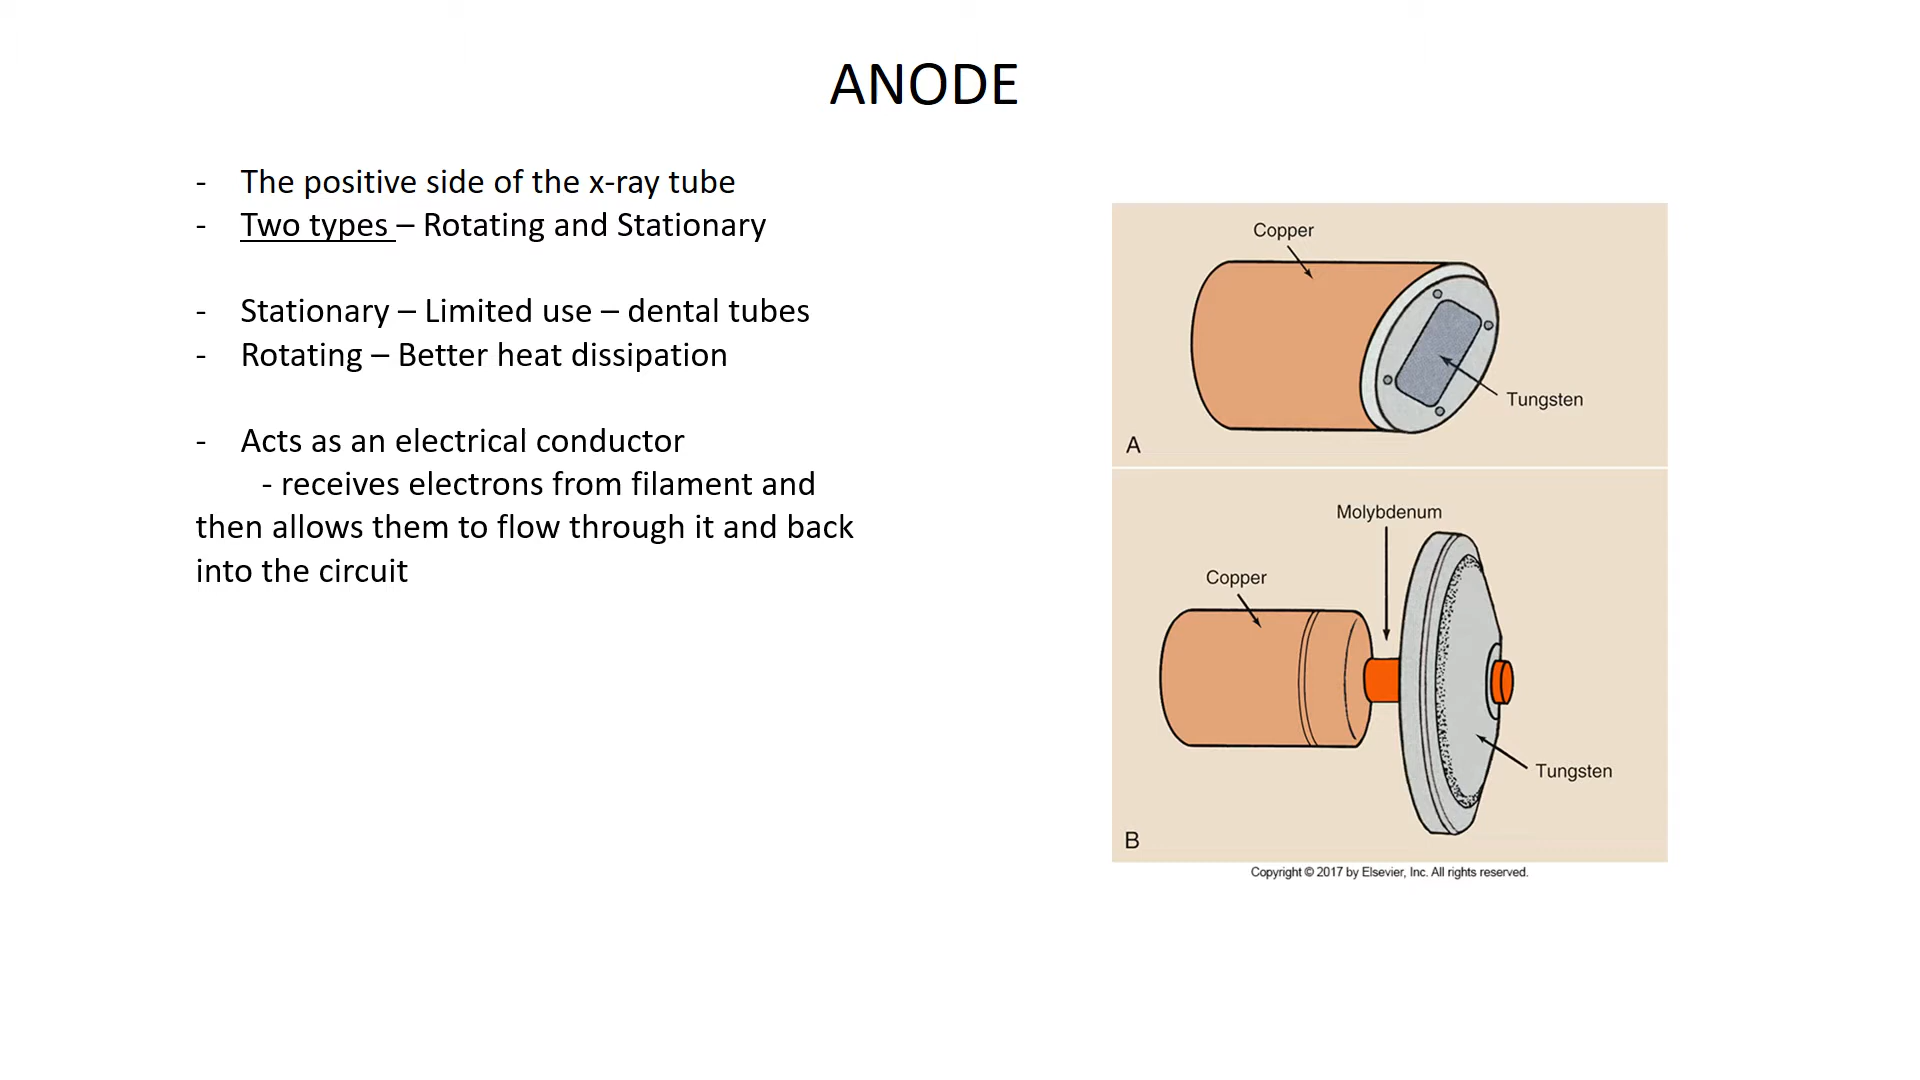 ANODE
- The positive side of the x-ray tube
- Two types – Rotating and Stationary
- Stationary – Limited use – dental tubes
- Rotating – Better heat dissipation
- Acts as an electrical conductor
- receives electrons from filament and
then allows them to flow through it and back
into the circuit
Copper
Tungsten
A
Molybdenum
Copper
Tungsten
B
Copyright © 2017 by Elsevier, Inc. All rights reserved.